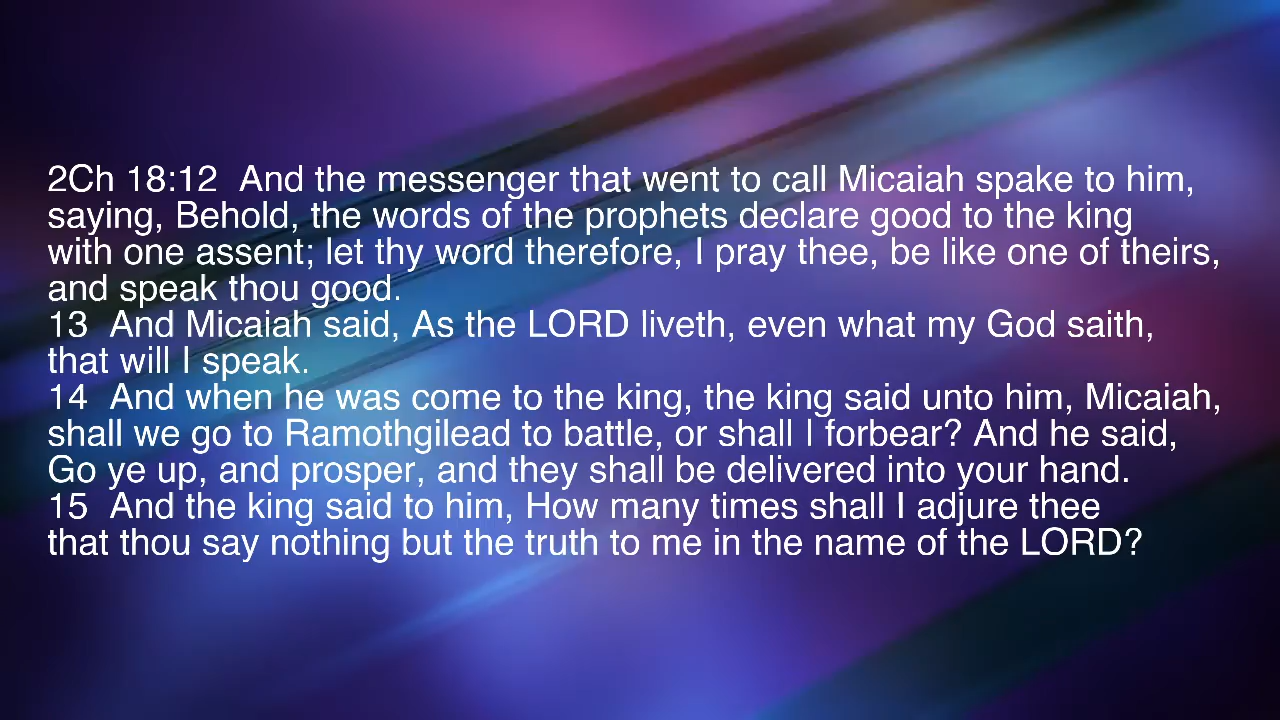 2Ch 18:12  And the messenger that went to call Micaiah spake to him,
saying, Behold, the words of the prophets declare good to the king
with one assent; let thy word therefore, I pray thee, be like one of theirs,
and speak thou good.
13  And Micaiah said, As the LORD liveth, even what my God saith,
that will I speak.
14  And when he was come to the king, the king said unto him, Micaiah,
shall we go to Ramothgilead to battle, or shall I forbear? And he said,
Go ye up, and prosper, and they shall be delivered into your hand.
15  And the king said to him, How many times shall I adjure thee
that thou say nothing but the truth to me in the name of the LORD?